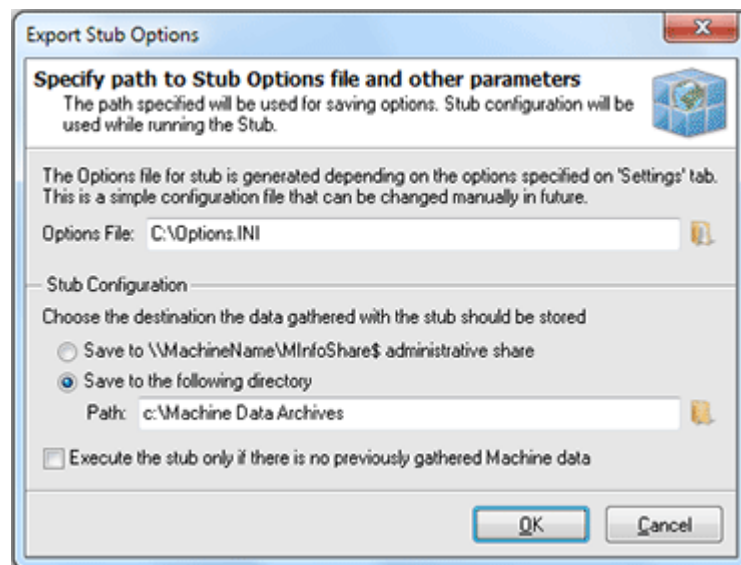 Export Stub Options
Specify path to Stub Options file and other parameters
The path specified will be used for saving options. Stub configuration will be
used while running the Stub.
The Options file for stub is generated depending on the options specified on 'Settings' tab.
This is a simple configuration file that can be changed manually in future.
Options File: C:\Options.INI
Stub Configuration
Choose the destination the data gathered with the stub should be stored
Save to \\MachineName\MInfoShare$ administrative share
Save to the following directory
Path: c:\Machine Data Archives
Execute the stub only if there is no previously gathered Machine data
OK Cancel